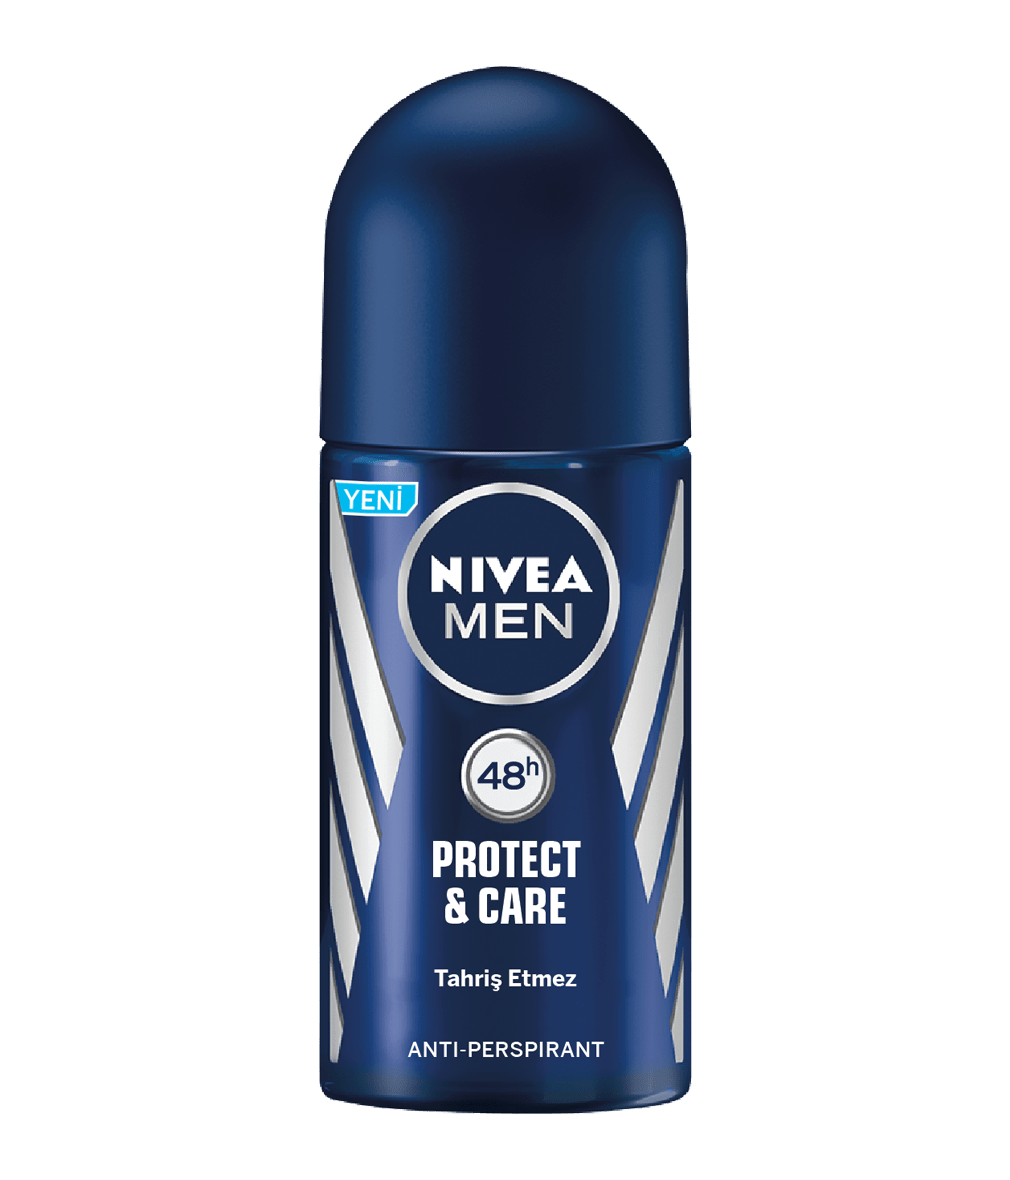 YENİ
NIVEA
MEN
48h
PROTECT
& CARE
Tahriş Etmez
ANTI-PERSPIRANT